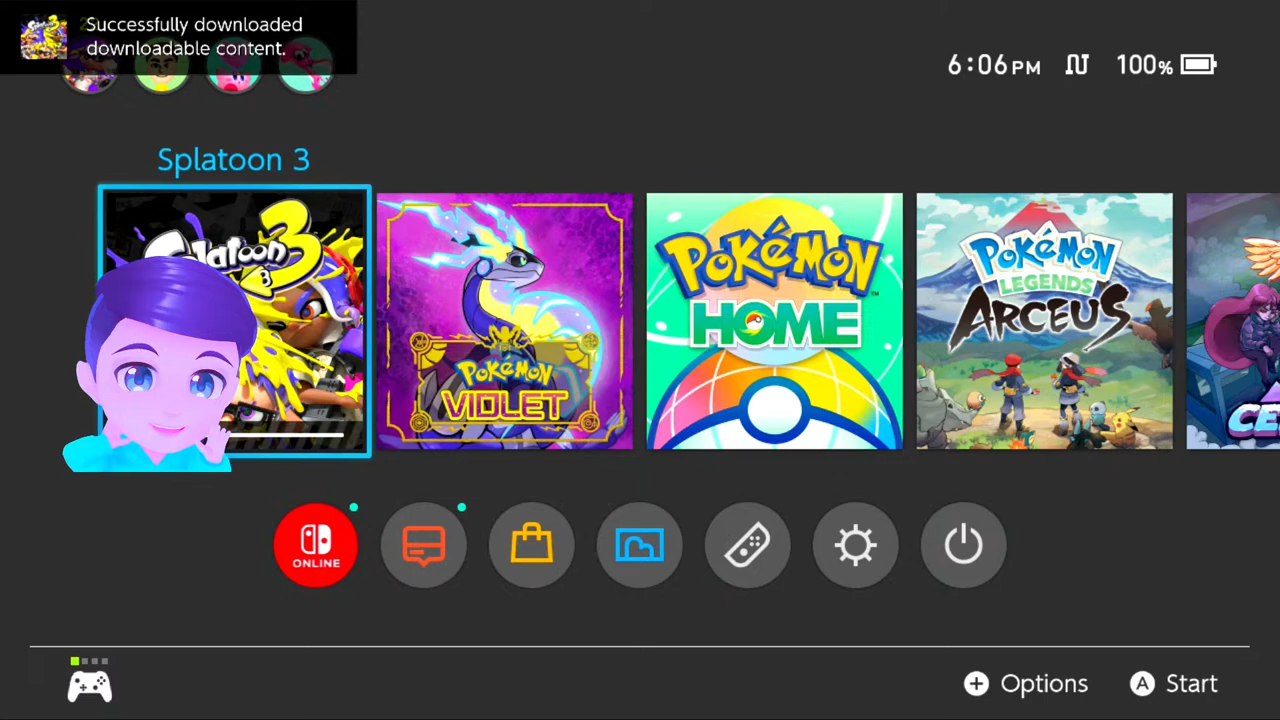 Successfully downloaded
downloadable content.
6:06PM
100%
Splatoon 3
Splatoon
3
POKéMON
VIOLET
POKéMON
HOME
POKéMON
LEGENDS
ARCEUS
CE
ONLINE
Options
A
Start